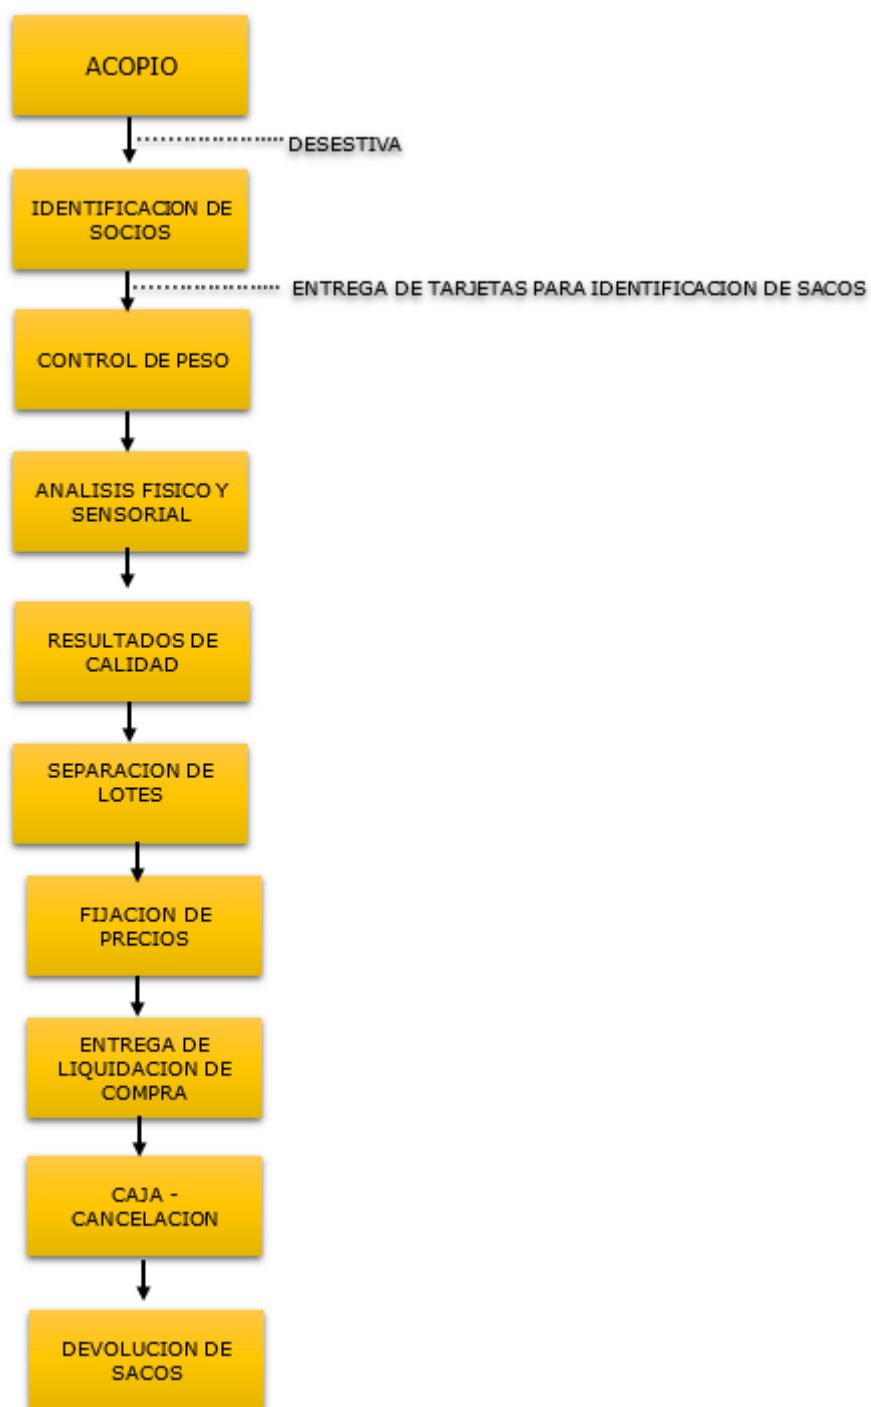 ACOPIO
DESESTIVA
IDENTIFICACION DE
SOCIOS
ENTREGA DE TARJETAS PARA IDENTIFICACION DE SACOS
CONTROL DE PESO
ANALISIS FISICO Y
SENSORIAL
RESULTADOS DE
CALIDAD
SEPARACION DE
LOTES
FIJACION DE
PRECIOS
ENTREGA DE
LIQUIDACION DE
COMPRA
CAJA -
CANCELACION
DEVOLUCION DE
SACOS